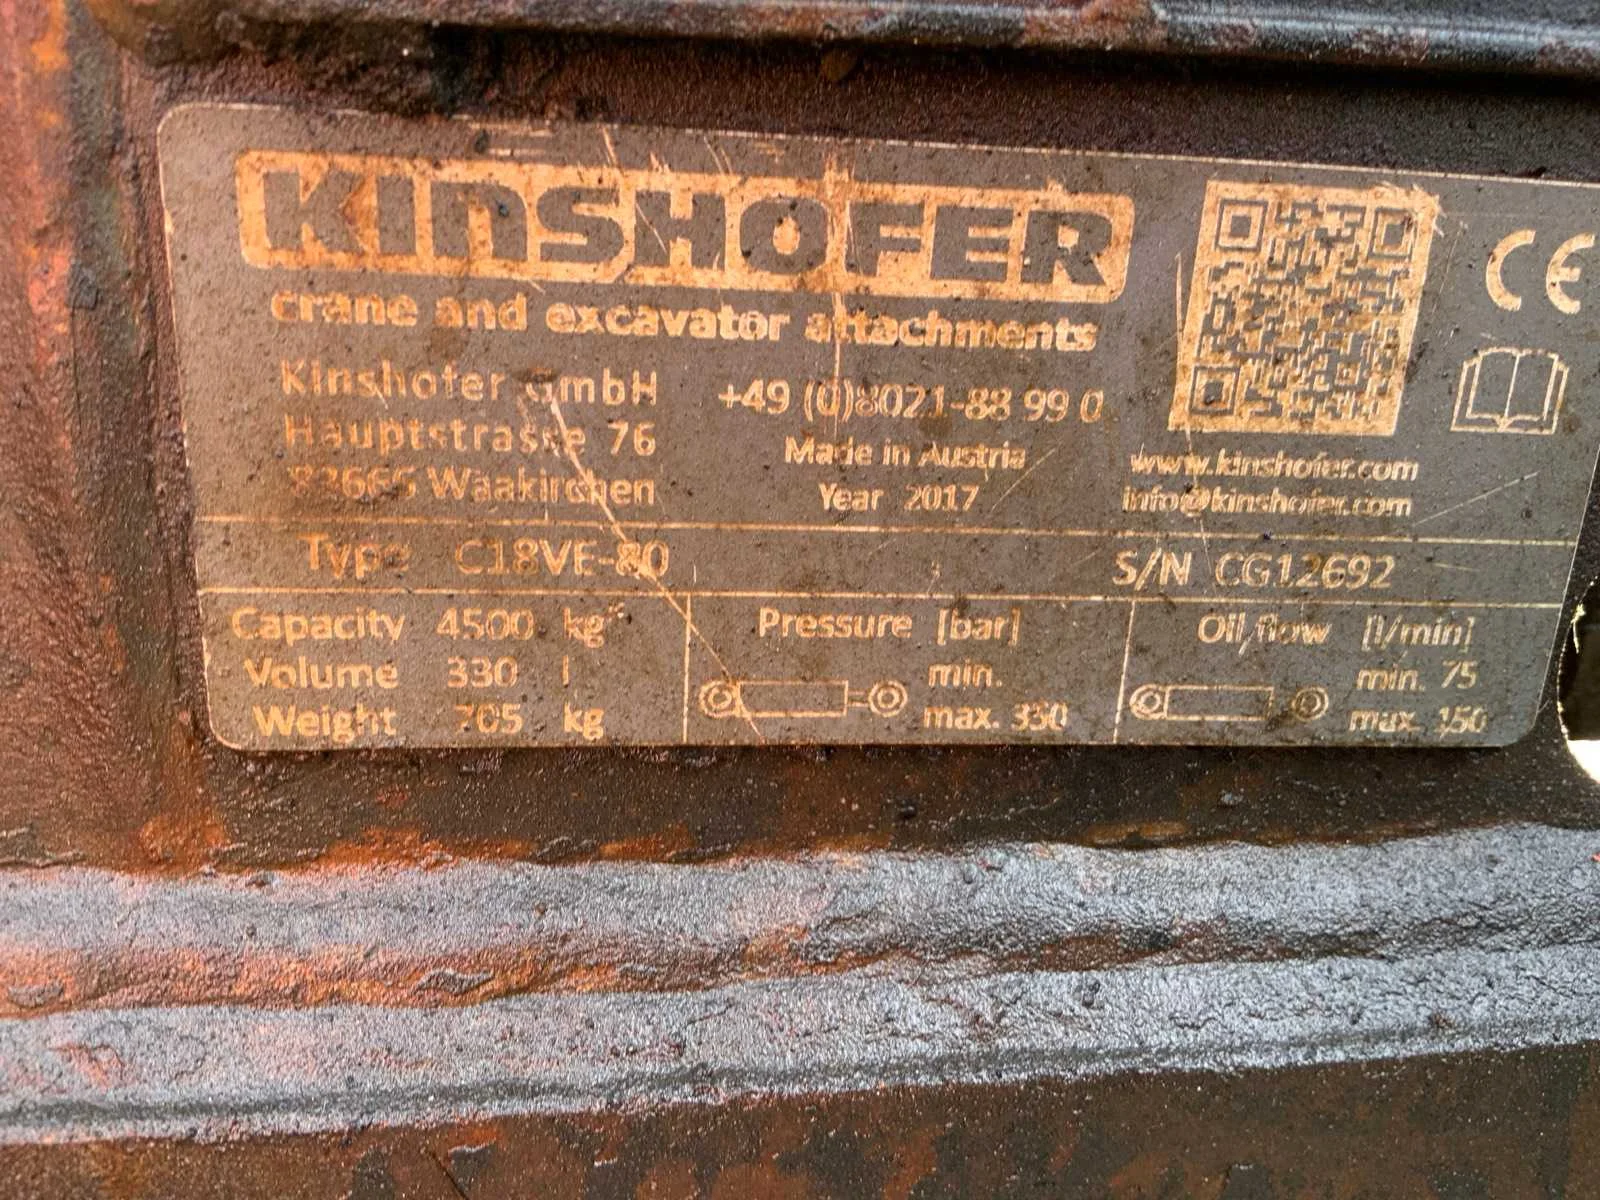 KINSHOFER
crane and excavator attachments
Kinshofer GmbH
Hauptstrasse 76
83666 Waakirchen
+49 (0)8021-88 99 0
Made in Austria
Year 2017
CE
www.kinshofer.com
info@kinshofer.com
Type C18VE-80
S/N CG12692
Capacity 4500 kg
Volume 330 l
Weight 705 kg
Pressure [bar]
min.
max. 350
Oil flow [l/min]
min. 75
max. 150